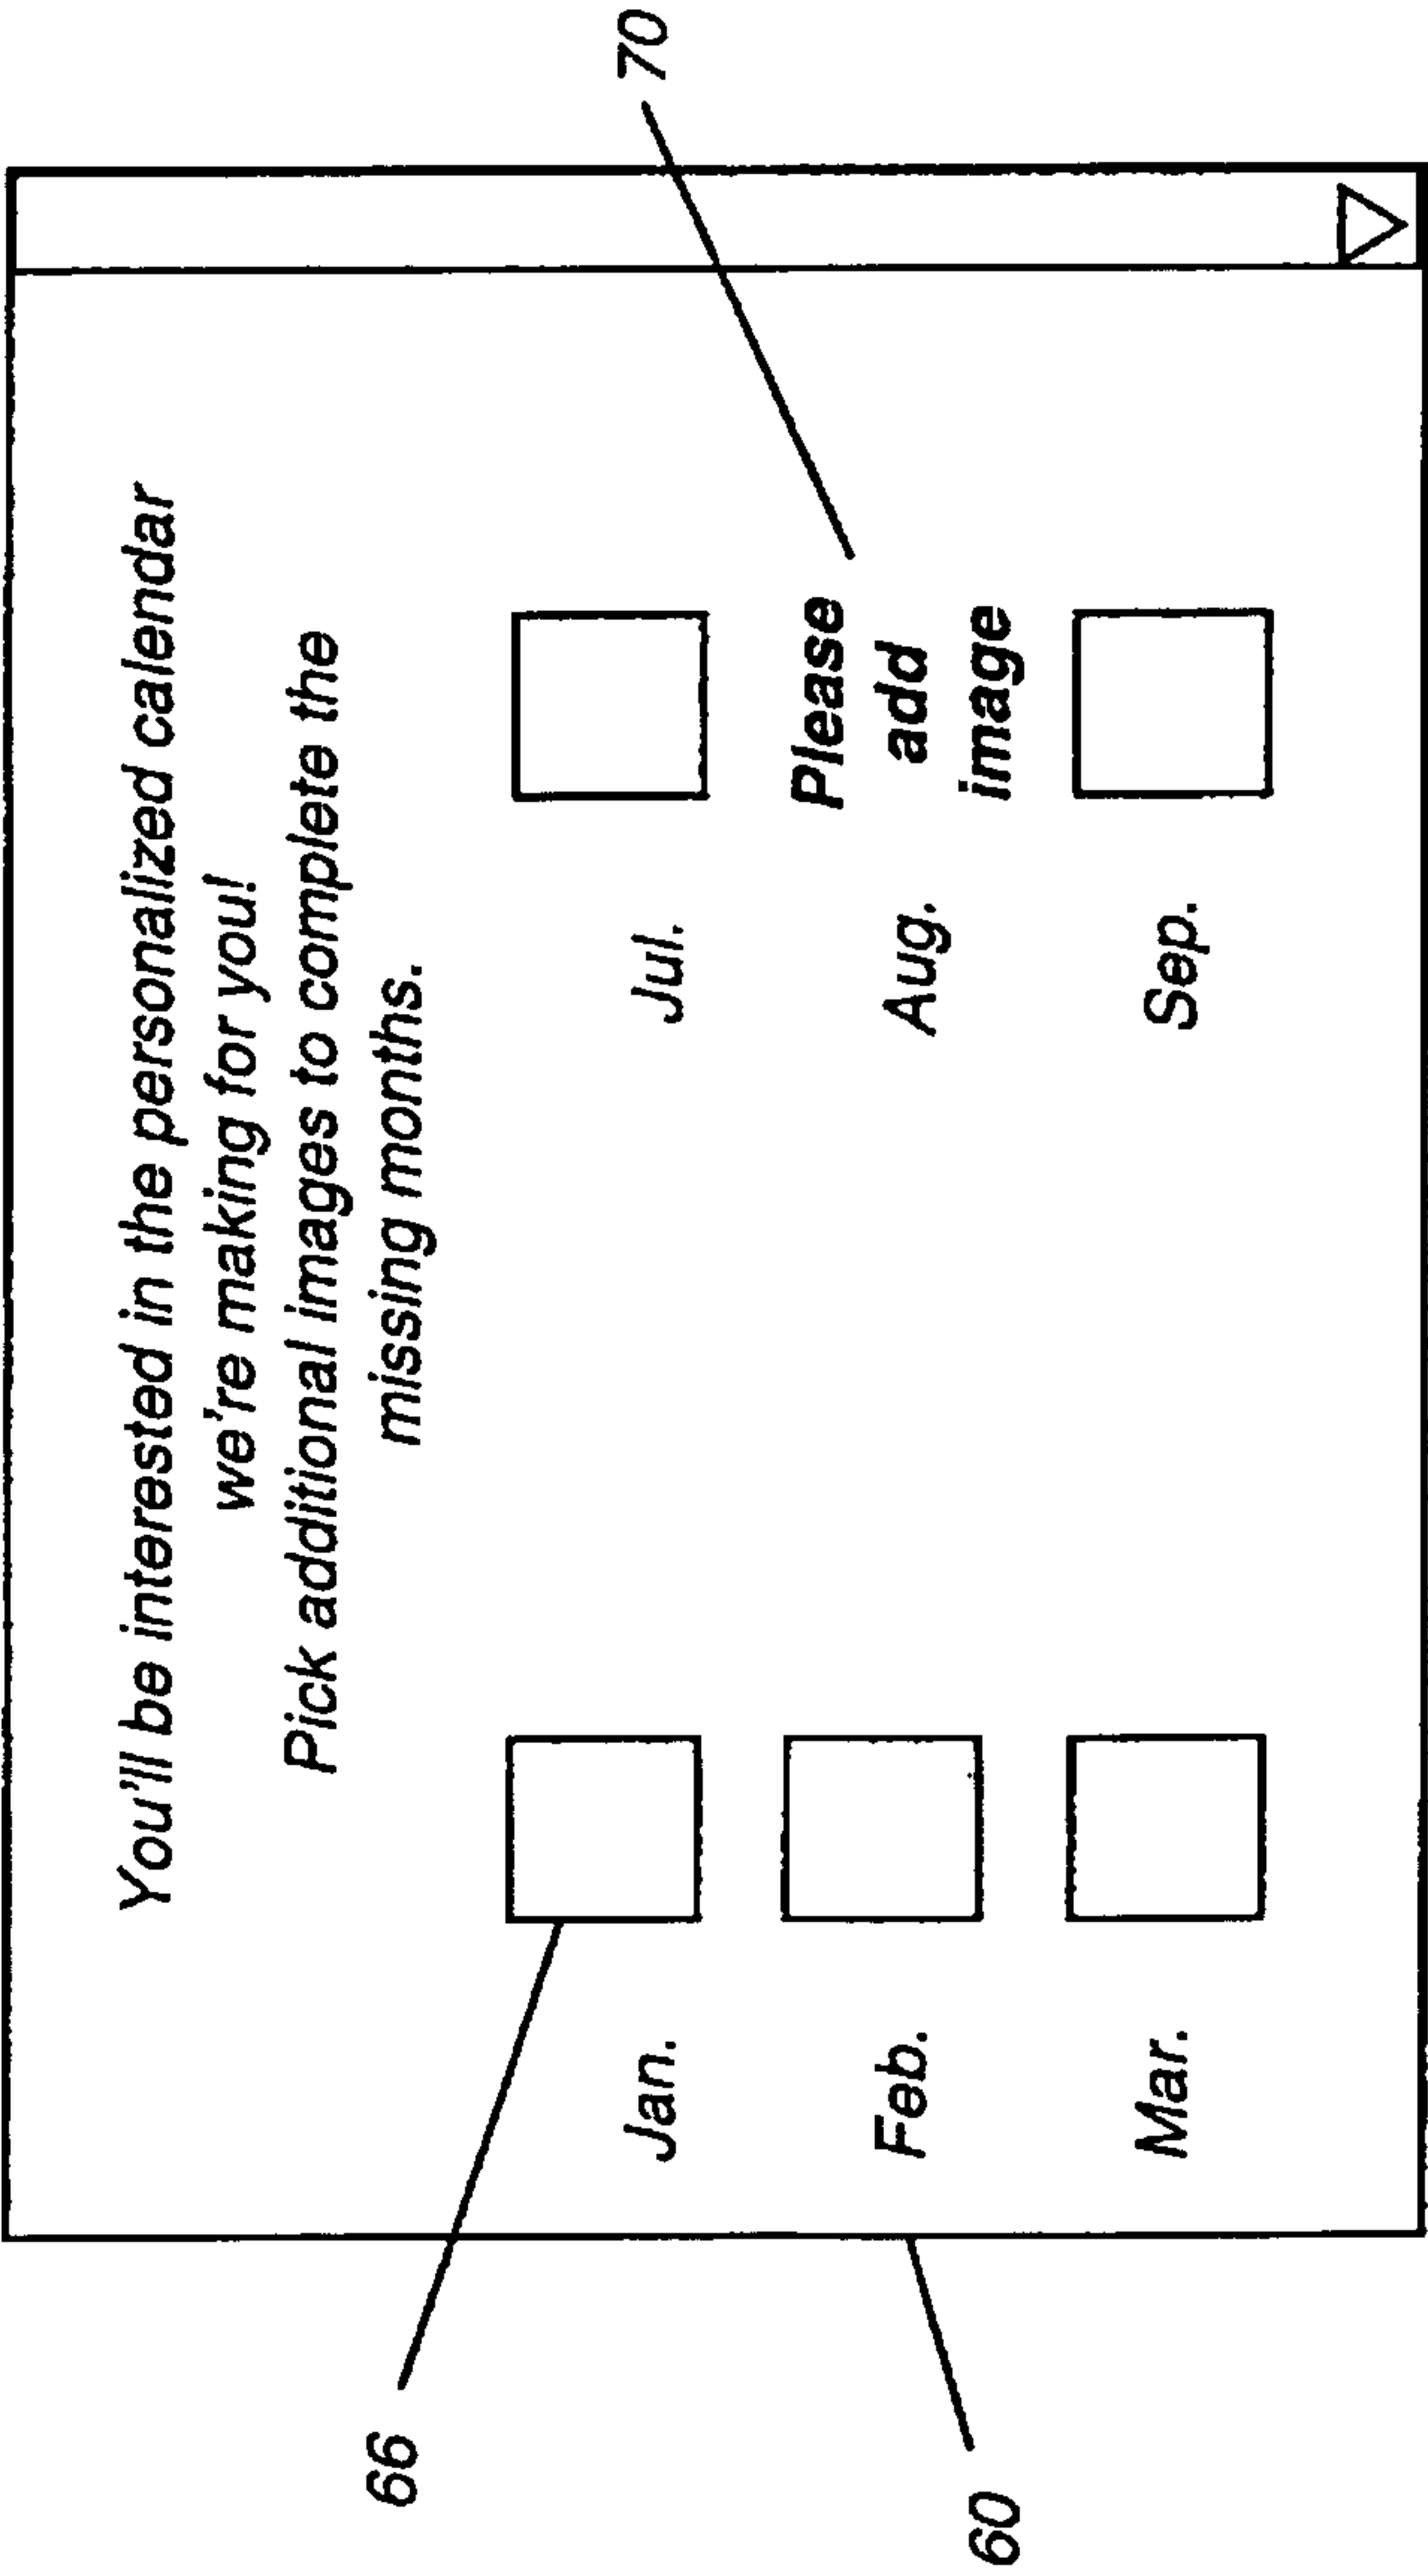 You'll be interested in the personalized calendar
we're making for you!
Pick additional images to complete the
missing months.
66
70
60
Jan.
Feb.
Mar.
Jul.
Aug.
Sep.
Please
add
image